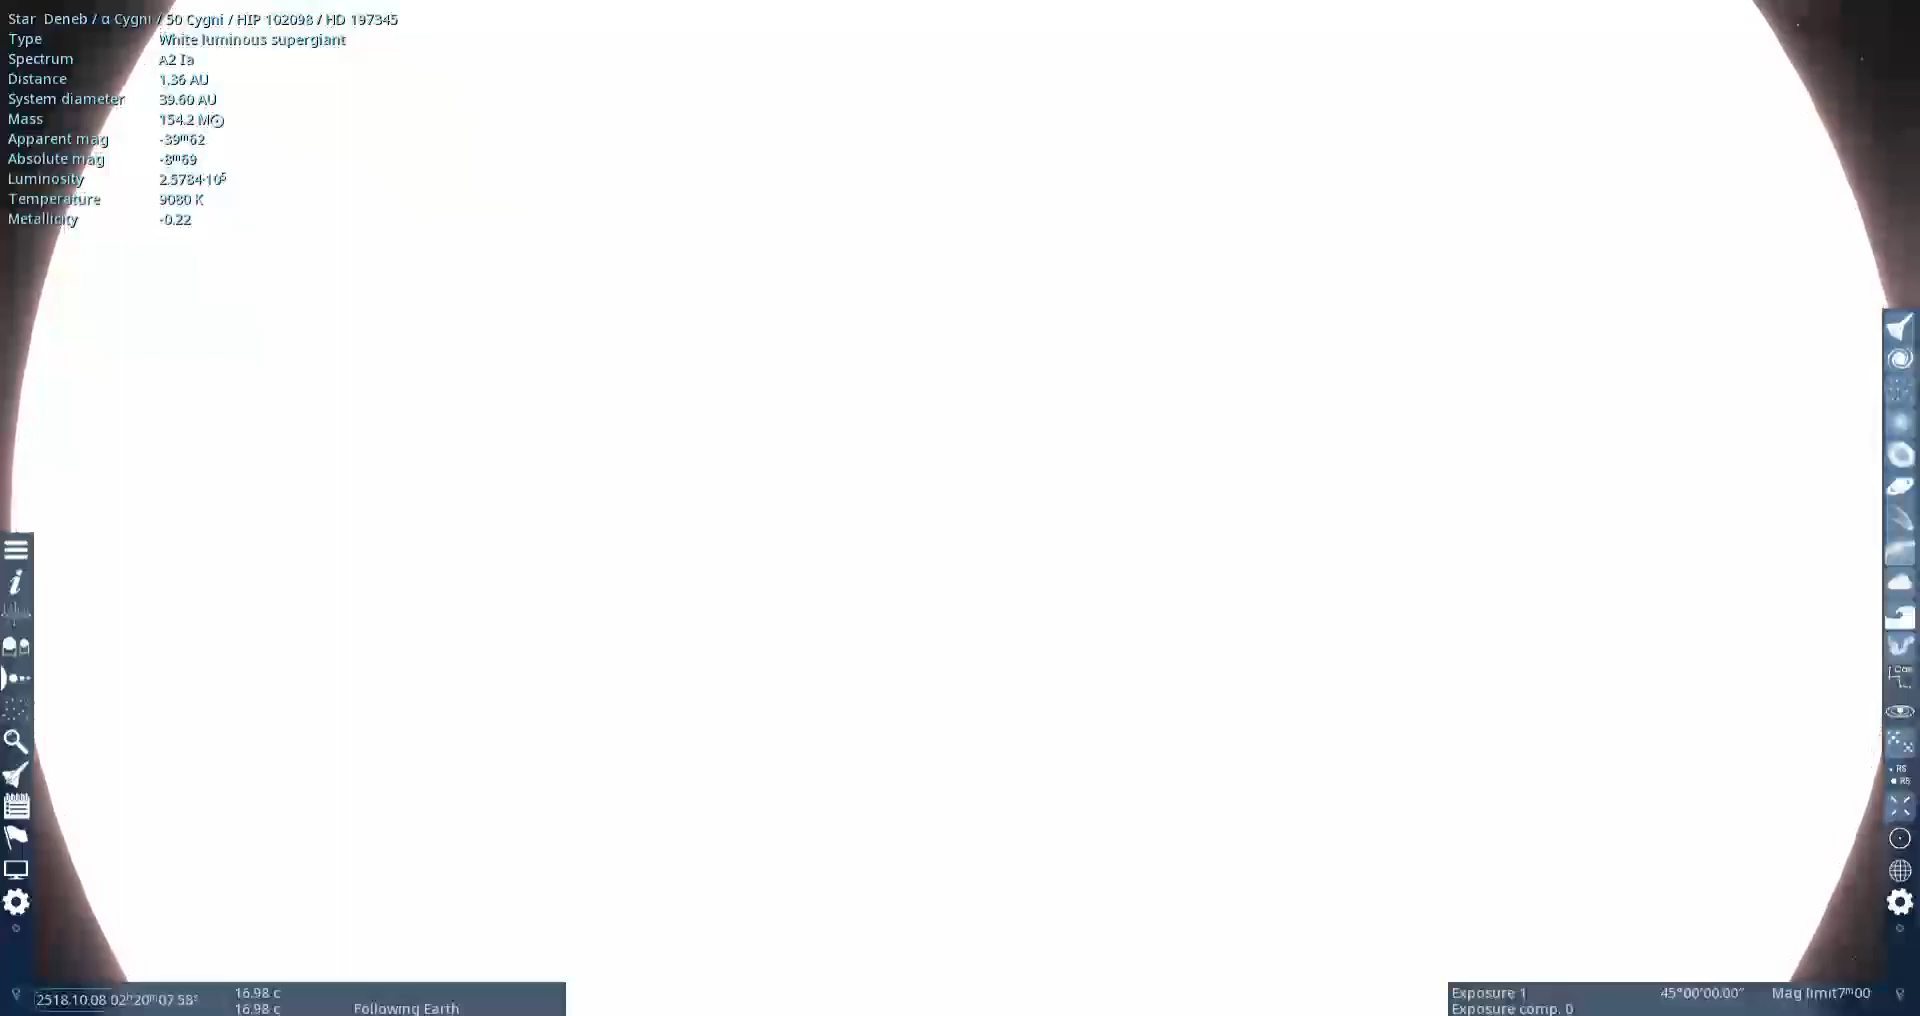 Star Deneb / α Cygni / 50 Cygni / HIP 102098 / HD 197345
Type White luminous supergiant
Spectrum A2 Ia
Distance 1.36 AU
System diameter 39.60 AU
Mass 154.2 M☉
Apparent mag -39ᵐ62
Absolute mag -8ᵐ69
Luminosity 2.5784·10⁵
Temperature 9080 K
Metallicity -0.22
RS
RS
2518.10.08 02ʰ20ᵐ07.58ˢ
16.98 c
16.98 c Following Earth
Exposure 1 45°00'00.00" Mag limit 7ᵐ00
Exposure comp. 0